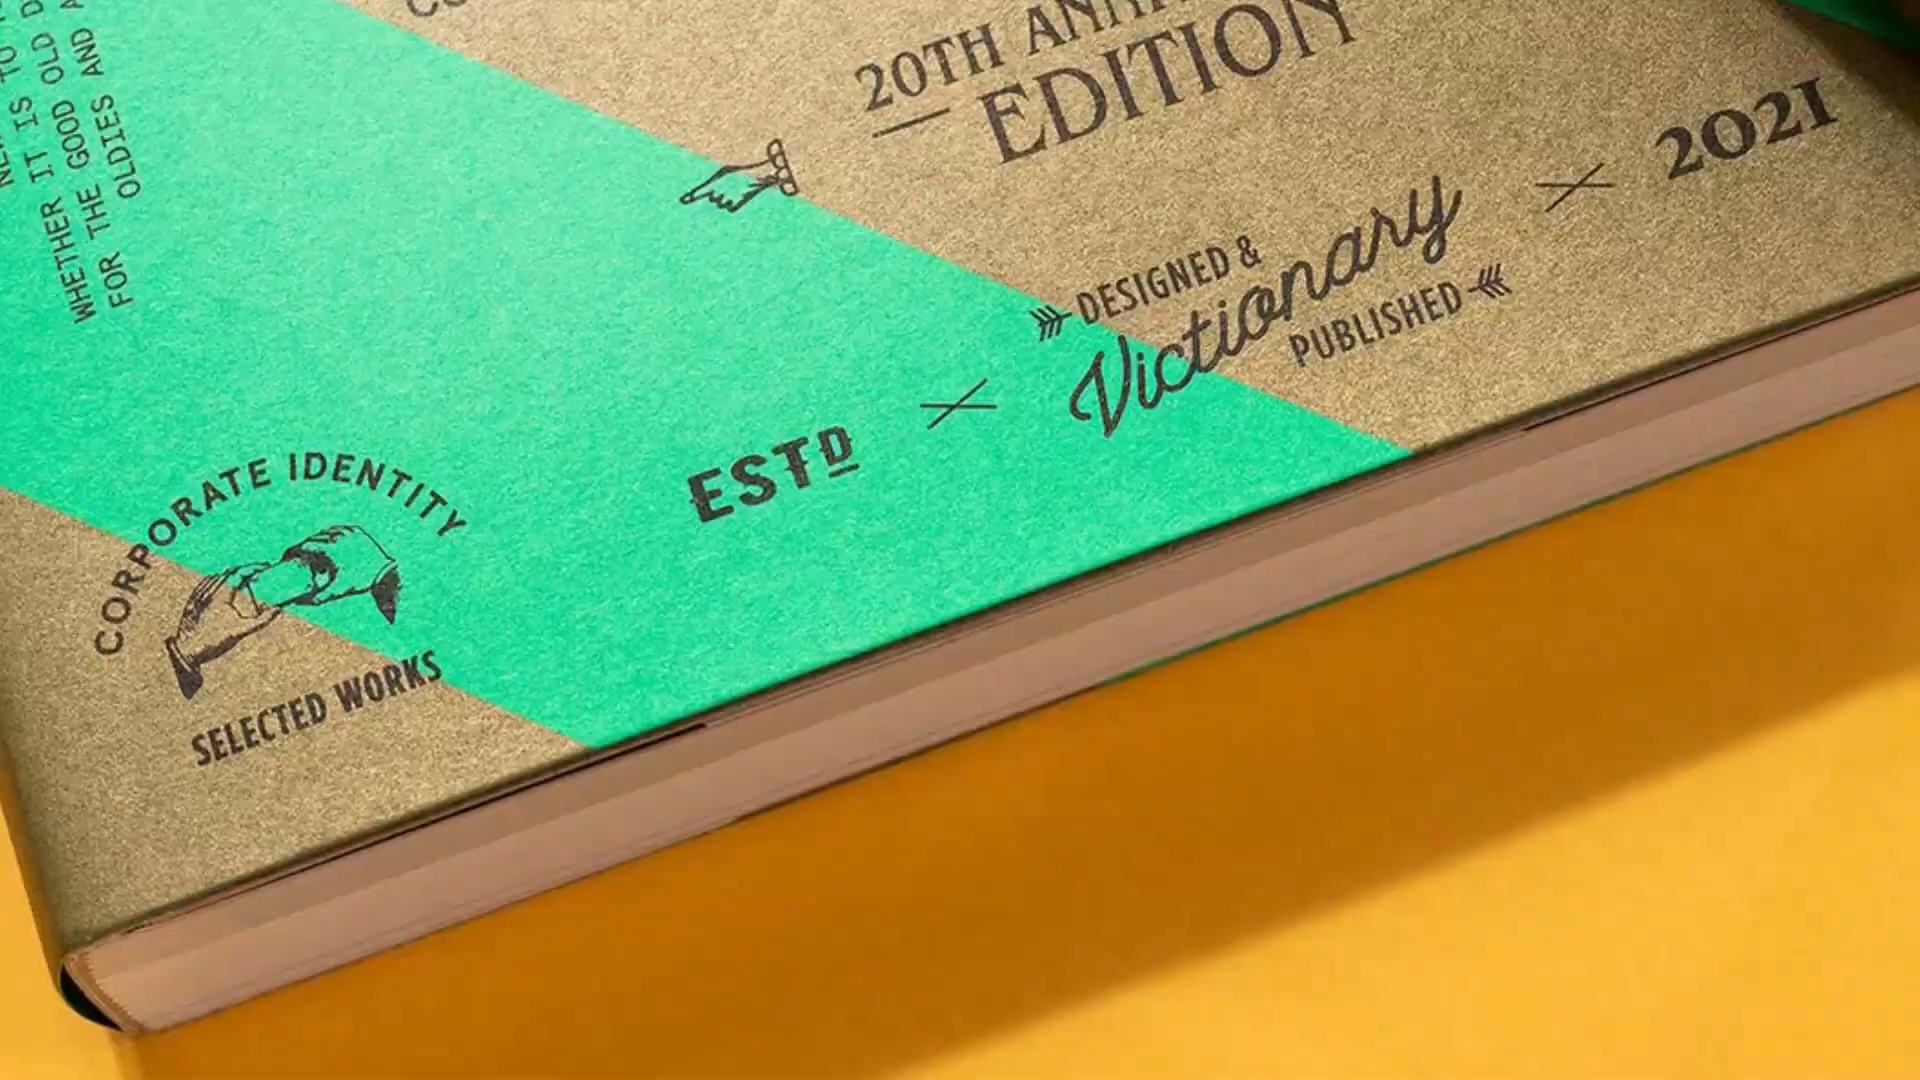 WHETHER IT IS TO
FOR THE GOOD OLD D
OLDIES AND A
20TH
EDITION
DESIGNED &
Victionary
PUBLISHED
2021
ESTD
CORPORATE IDENTITY
SELECTED WORKS